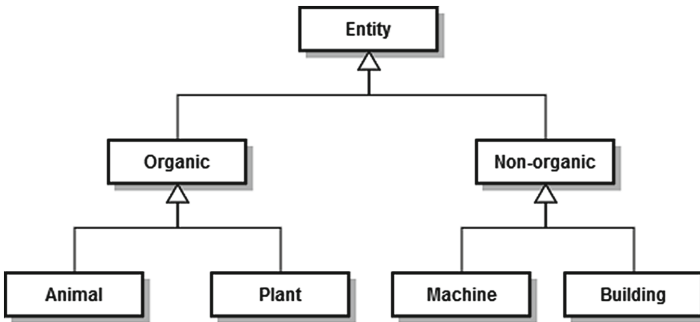 Entity
Organic
Non-organic
Animal
Plant
Machine
Building